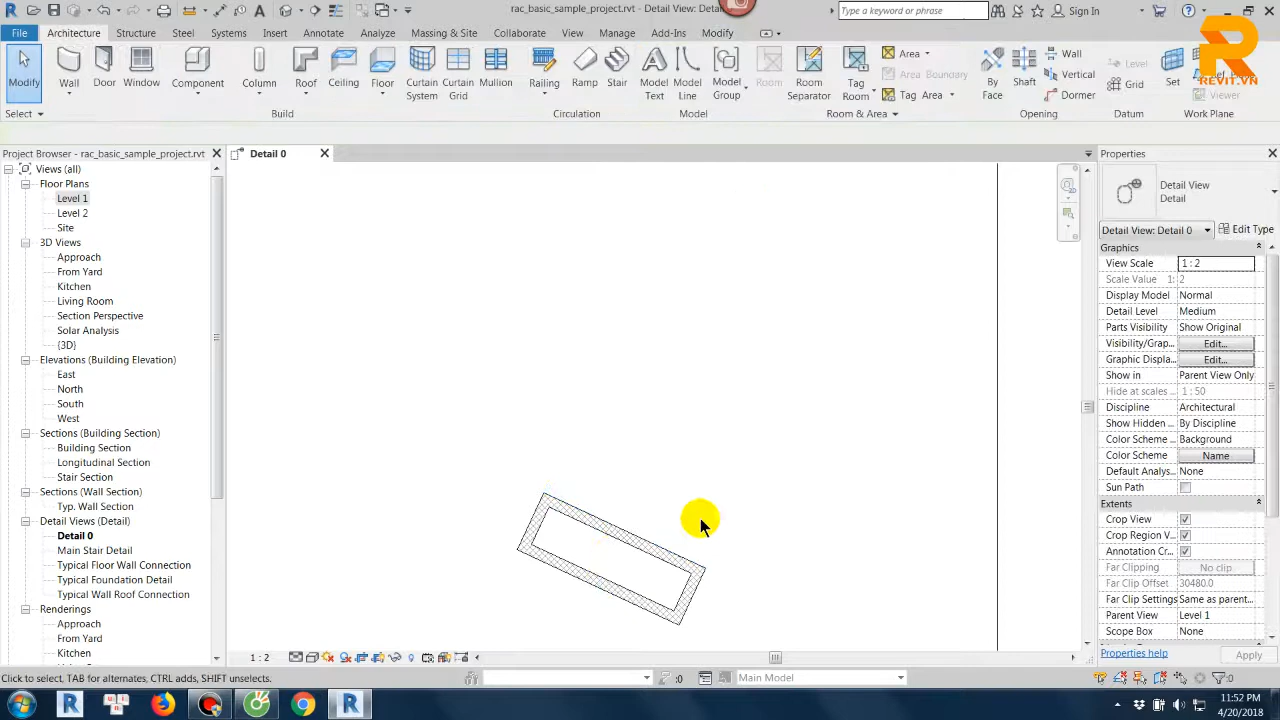 rac_basic_sample_project.rvt - Detail View: Det...
Type a keyword or phrase
Sign In
File Architecture Structure Steel Systems Insert Annotate Analyze Massing & Site Collaborate View Manage Add-Ins Modify
REVIT.VN
Modify
Wall
Door
Window
Component
Column
Roof
Ceiling
Floor
Curtain System
Curtain Grid
Mullion
Railing
Ramp
Stair
Model Text
Model Line
Model Group
Room
Room Separator
Tag Room
Area
Area Boundary
Tag Area
By Face
Shaft
Wall
Vertical
Dormer
Level
Grid
Set
Viewer
Select
Build
Circulation
Model
Room & Area
Opening
Datum
Work Plane
Project Browser - rac_basic_sample_project.rvt
Views (all)
Floor Plans
Level 1
Level 2
Site
3D Views
Approach
From Yard
Kitchen
Living Room
Section Perspective
Solar Analysis
{3D}
Elevations (Building Elevation)
East
North
South
West
Sections (Building Section)
Building Section
Longitudinal Section
Stair Section
Sections (Wall Section)
Typ. Wall Section
Detail Views (Detail)
Detail 0
Main Stair Detail
Typical Floor Wall Connection
Typical Foundation Detail
Typical Wall Roof Connection
Renderings
Approach
From Yard
Kitchen
Detail 0
1 : 2
Properties
Detail View
Detail
Detail View: Detail 0
Edit Type
Graphics
View Scale 1 : 2
Scale Value 1: 2
Display Model Normal
Detail Level Medium
Parts Visibility Show Original
Visibility/Grap... Edit...
Graphic Displa... Edit...
Show in Parent View Only
Hide at scales ... 1 : 50
Discipline Architectural
Show Hidden ... By Discipline
Color Scheme ... Background
Color Scheme Name
Default Analys... None
Sun Path
Extents
Crop View
Crop Region V...
Annotation Cr...
Far Clipping No clip
Far Clip Offset 30480.0
Far Clip Settings Same as parent...
Parent View Level 1
Scope Box None
Properties help
Apply
Click to select, TAB for alternates, CTRL adds, SHIFT unselects.
:0
Main Model
:0
11:52 PM
4/20/2018